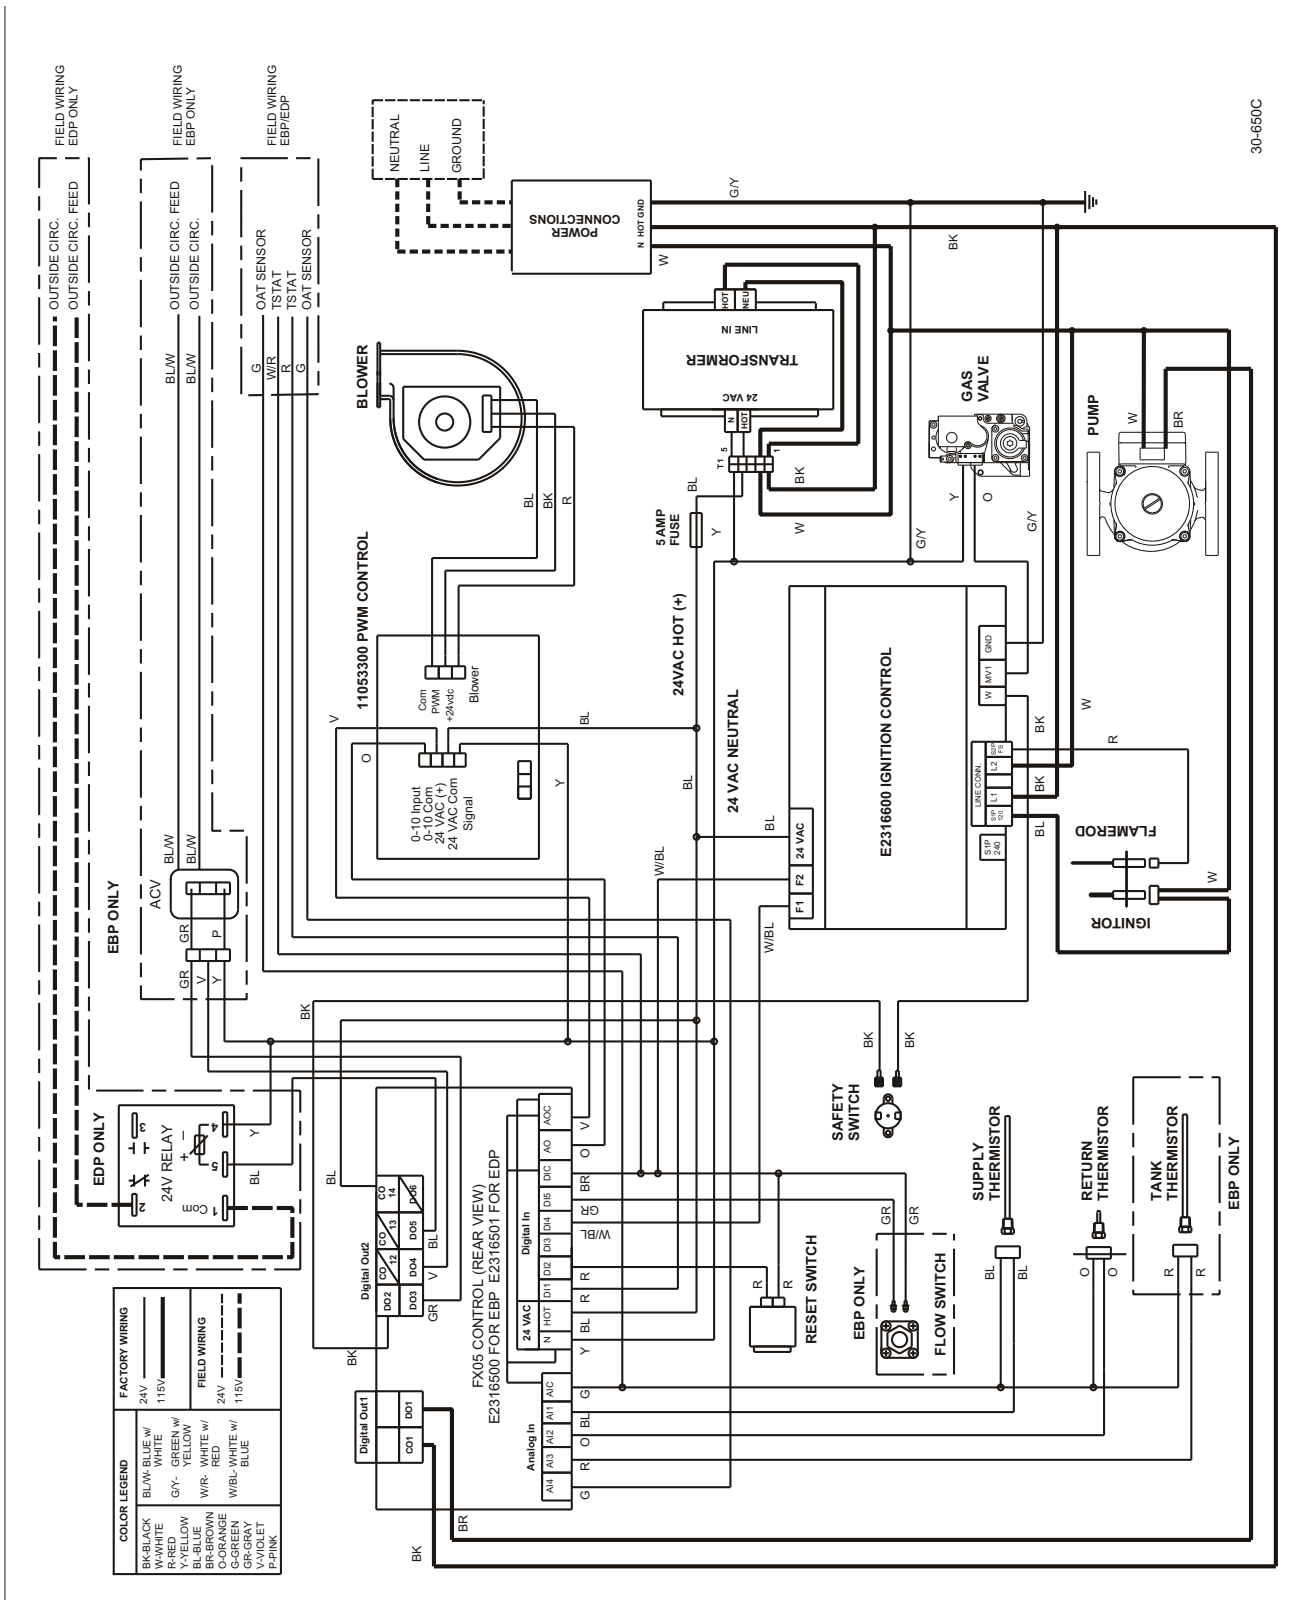 FIELD WIRING
EDP ONLY
FIELD WIRING
EBP ONLY
FIELD WIRING
EBP/EDP
OUTSIDE CIRC.
OUTSIDE CIRC. FEED
OUTSIDE CIRC. FEED
OUTSIDE CIRC.
OAT SENSOR
TSTAT
TSTAT
OAT SENSOR
BL/W
BL/W
G
W/R
R
G
NEUTRAL
LINE
GROUND
POWER
CONNECTIONS
N HOT GND
W
G/Y
BK
30-650C
BLOWER
BL
BK
R
HOT
NEU
LINE IN
TRANSFORMER
24 VAC
N
HOT
T1
5
1
BL
BK
W
Y
5 AMP
FUSE
GAS
VALVE
Y
O
G/Y
G/Y
PUMP
W
BR
11053300 PWM CONTROL
Com
PWM
+24vdc
Blower
0-10 Input
0-10 Com
24 VAC (+)
24 VAC Com
Signal
V
O
BL
Y
24VAC HOT (+)
24 VAC NEUTRAL
BL
BL
W/BL
W/BL
E2316600 IGNITION CONTROL
24 VAC
F2
F1
GND
MV1
W
LINE CONN.
S2P
FS
L2
L1
S1P
120
S1P
240
BK
W
R
BK
BL
FLAMEROD
IGNITOR
W
EBP ONLY
ACV
BL/W
BL/W
GR
P
GR
V
Y
BK
EDP ONLY
24V RELAY
3
4
5
2
1
Com
+
–
Y
BL
BL
SAFETY
SWITCH
BK
BK
SUPPLY
THERMISTOR
BL
BL
RETURN
THERMISTOR
O
O
TANK
THERMISTOR
EBP ONLY
R
R
FX05 CONTROL (REAR VIEW)
E2316500 FOR EBP E2316501 FOR EDP
Digital Out2
CO
14
DO6
CO
13
DO5
CO
12
DO4
DO2
DO3
BL
V
GR
BK
Digital In
AOC
AO
DIC
DI5
DI4
DI3
DI2
DI1
24 VAC
HOT
N
V
O
BR
GR
W/BL
R
R
BL
Y
Analog In
AIC
AI1
AI2
AI3
AI4
G
BL
O
R
G
Digital Out1
DO1
CO1
BR
BK
RESET SWITCH
R
R
EBP ONLY
FLOW SWITCH
GR
GR
COLOR LEGEND
BK-BLACK
W-WHITE
R-RED
Y-YELLOW
BL-BLUE
BR-BROWN
O-ORANGE
G-GREEN
GR-GRAY
V-VIOLET
P-PINK
BL/W- BLUE w/
WHITE
G/Y- GREEN w/
YELLOW
W/R- WHITE w/
RED
W/BL- WHITE w/
BLUE
FACTORY WIRING
24V
115V
FIELD WIRING
24V
115V